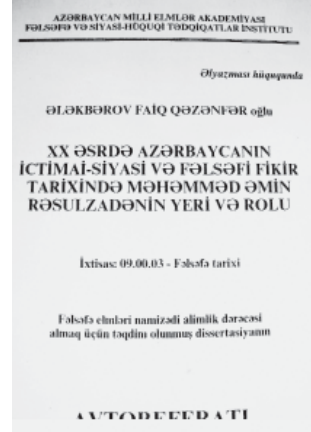 AZƏRBAYCAN MİLLİ ELMLƏR AKADEMİYASI
FƏLSƏFƏ VƏ SİYASİ-HÜQUQİ TƏDQİQATLAR İNSTİTUTU
Əlyazması hüququnda
ƏLƏKBƏROV FAİQ QƏZƏNFƏR oğlu
XX ƏSRDƏ AZƏRBAYCANIN
İCTİMAİ-SİYASİ VƏ FƏLSƏFİ FİKİR
TARİXİNDƏ MƏHƏMMƏD ƏMİN
RƏSULZADƏNİN YERİ VƏ ROLU
İxtisas: 09.00.03 - Fəlsəfə tarixi
Fəlsəfə elmləri namizədi alimlik dərəcəsi
almaq üçün təqdim olunmuş dissertasiyanın
AVTOREFERATI